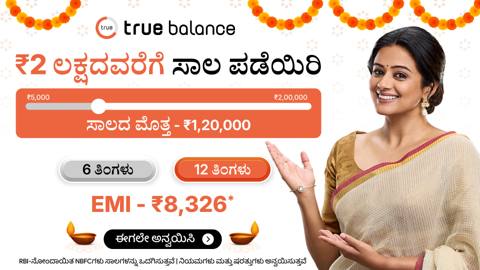 true true balance
₹2 ಲಕ್ಷದವರೆಗೆ ಸಾಲ ಪಡೆಯಿರಿ
₹5,000 ₹2,00,000
ಸಾಲದ ಮೊತ್ತ - ₹1,20,000
6 ತಿಂಗಳು 12 ತಿಂಗಳು
EMI - ₹8,326*
ಈಗಲೇ ಅನ್ವಯಿಸಿ
RBI-ನೋಂದಾಯಿತ NBFCಗಳು ಸಾಲಗಳನ್ನು ಒದಗಿಸುತ್ತವೆ | ನಿಯಮಗಳು ಮತ್ತು ಷರತ್ತುಗಳು ಅನ್ವಯಿಸುತ್ತವೆ